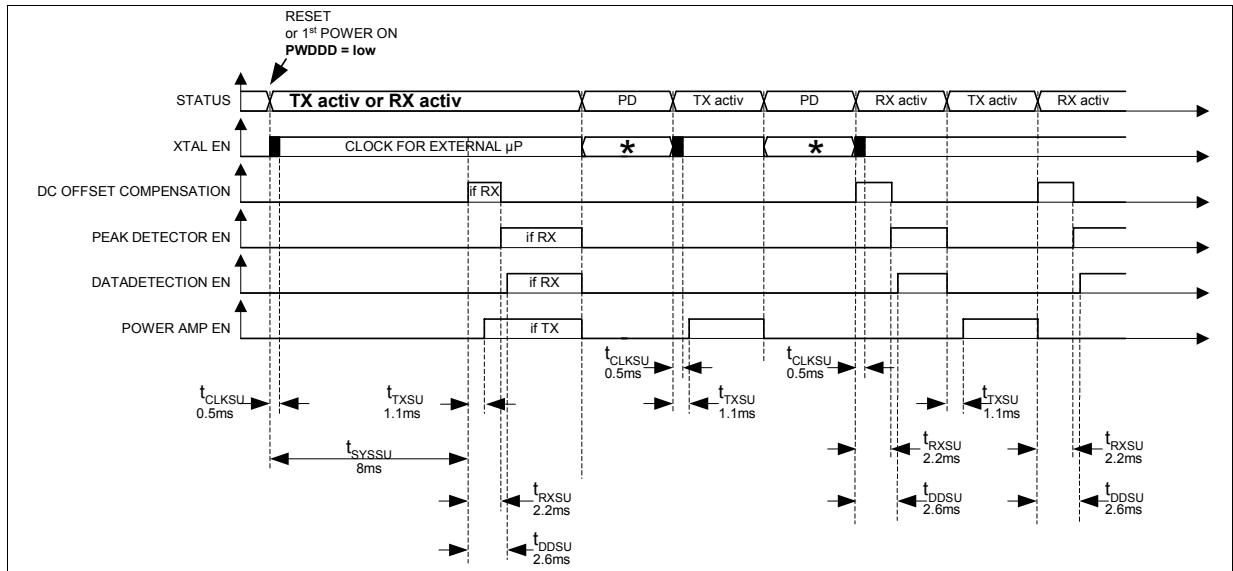 RESET
or 1st POWER ON
PWDDD = low
STATUS
TX activ or RX activ
PD
TX activ
PD
RX activ
TX activ
RX activ
XTAL EN
CLOCK FOR EXTERNAL µP
*
*
DC OFFSET COMPENSATION
if RX
PEAK DETECTOR EN
if RX
DATADETECTION EN
if RX
POWER AMP EN
if TX
tCLKSU
0.5ms
tCLKSU
0.5ms
tCLKSU
0.5ms
tTXSU
1.1ms
tTXSU
1.1ms
tTXSU
1.1ms
tSYSSU
8ms
tRXSU
2.2ms
tRXSU
2.2ms
tRXSU
2.2ms
tDDSU
2.6ms
tDDSU
2.6ms
tDDSU
2.6ms